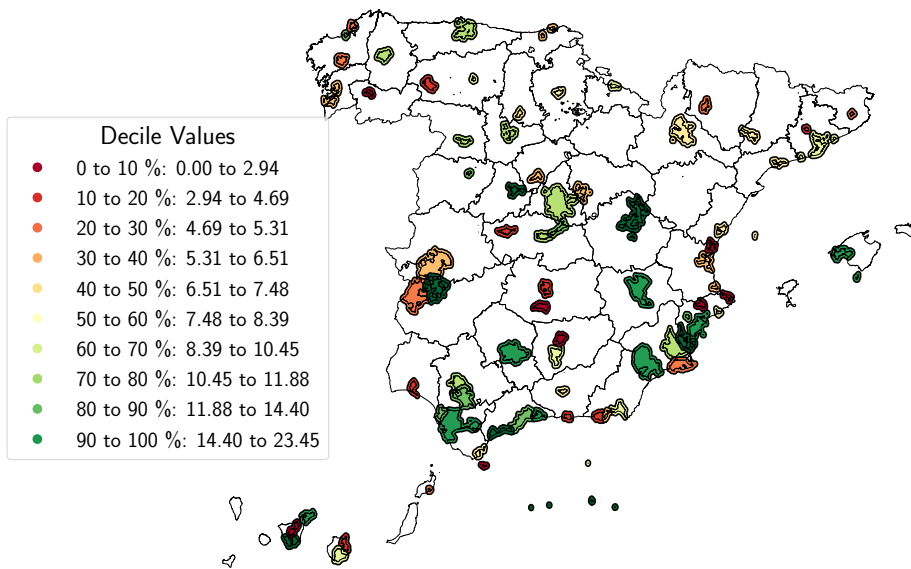 Decile Values
0 to 10 %: 0.00 to 2.94
10 to 20 %: 2.94 to 4.69
20 to 30 %: 4.69 to 5.31
30 to 40 %: 5.31 to 6.51
40 to 50 %: 6.51 to 7.48
50 to 60 %: 7.48 to 8.39
60 to 70 %: 8.39 to 10.45
70 to 80 %: 10.45 to 11.88
80 to 90 %: 11.88 to 14.40
90 to 100 %: 14.40 to 23.45